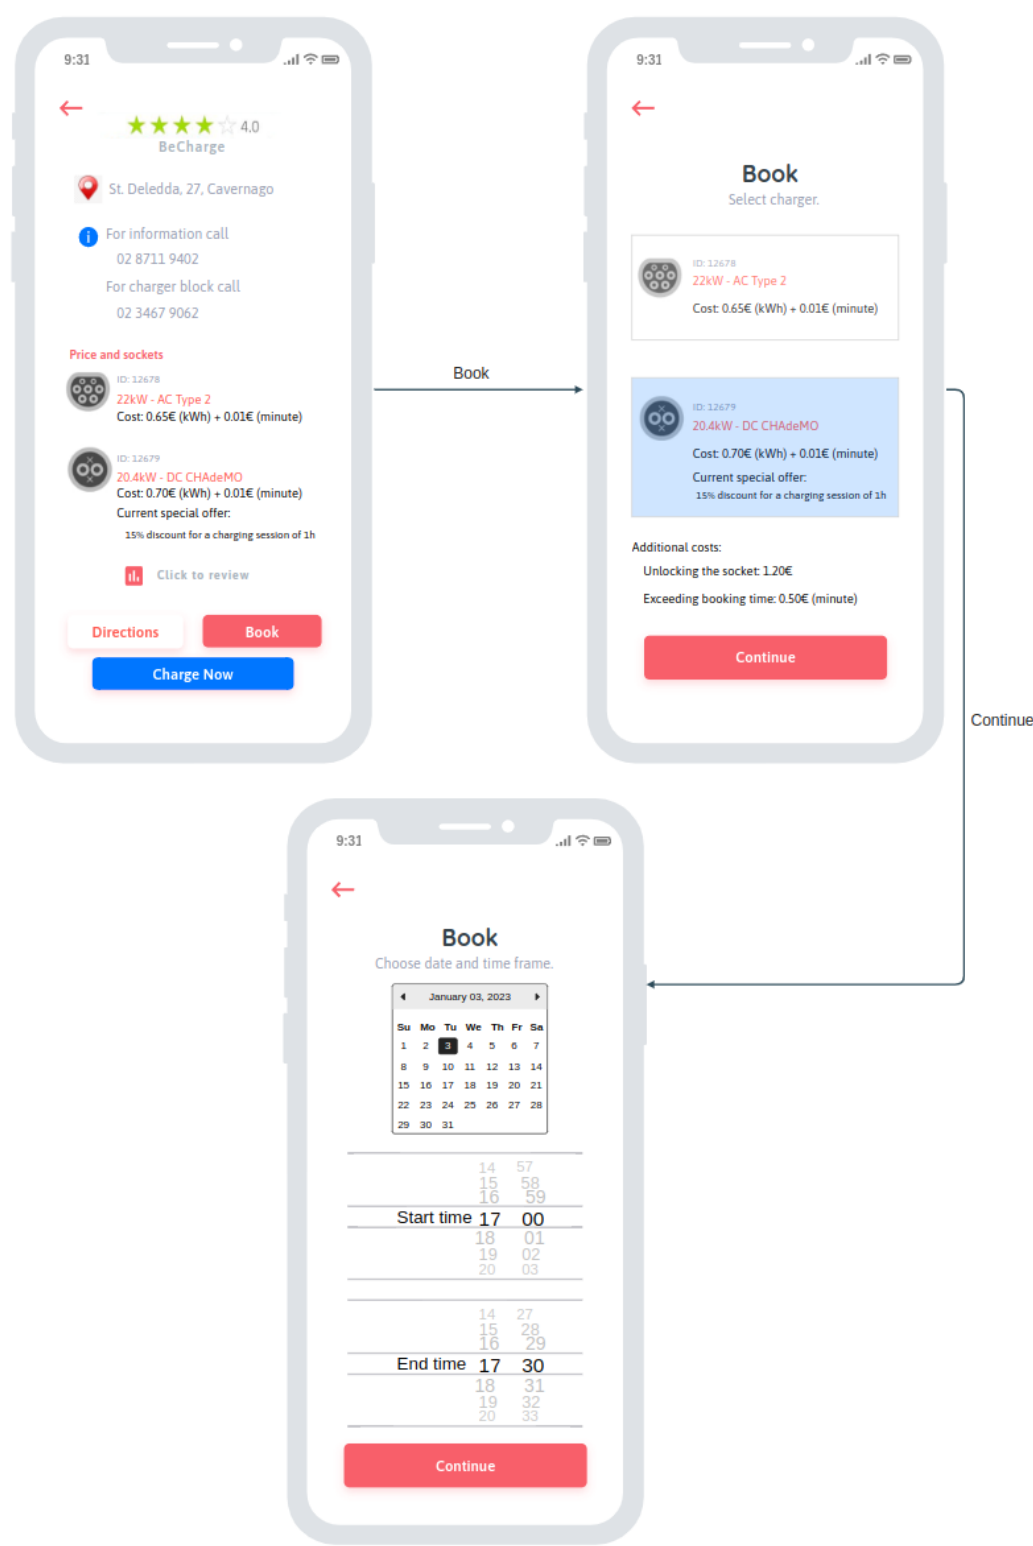 9:31
4.0
BeCharge
St. Deledda, 27, Cavernago
For information call
02 8711 9402
For charger block call
02 3467 9062
Price and sockets
ID: 12678
22kW - AC Type 2
Cost: 0.65€ (kWh) + 0.01€ (minute)
ID: 12679
20.4kW - DC CHAdeMO
Cost: 0.70€ (kWh) + 0.01€ (minute)
Current special offer:
15% discount for a charging session of 1h
Click to review
Directions
Book
Charge Now
Book
9:31
Book
Select charger.
ID: 12678
22kW - AC Type 2
Cost: 0.65€ (kWh) + 0.01€ (minute)
ID: 12679
20.4kW - DC CHAdeMO
Cost: 0.70€ (kWh) + 0.01€ (minute)
Current special offer:
15% discount for a charging session of 1h
Additional costs:
Unlocking the socket: 1.20€
Exceeding booking time: 0.50€ (minute)
Continue
Continue
9:31
Book
Choose date and time frame.
January 03, 2023
Su Mo Tu We Th Fr Sa
1 2 3 4 5 6 7
8 9 10 11 12 13 14
15 16 17 18 19 20 21
22 23 24 25 26 27 28
29 30 31
14 57
15 58
16 59
Start time 17 00
18 01
19 02
20 03
14 27
15 28
16 29
End time 17 30
18 31
19 32
20 33
Continue